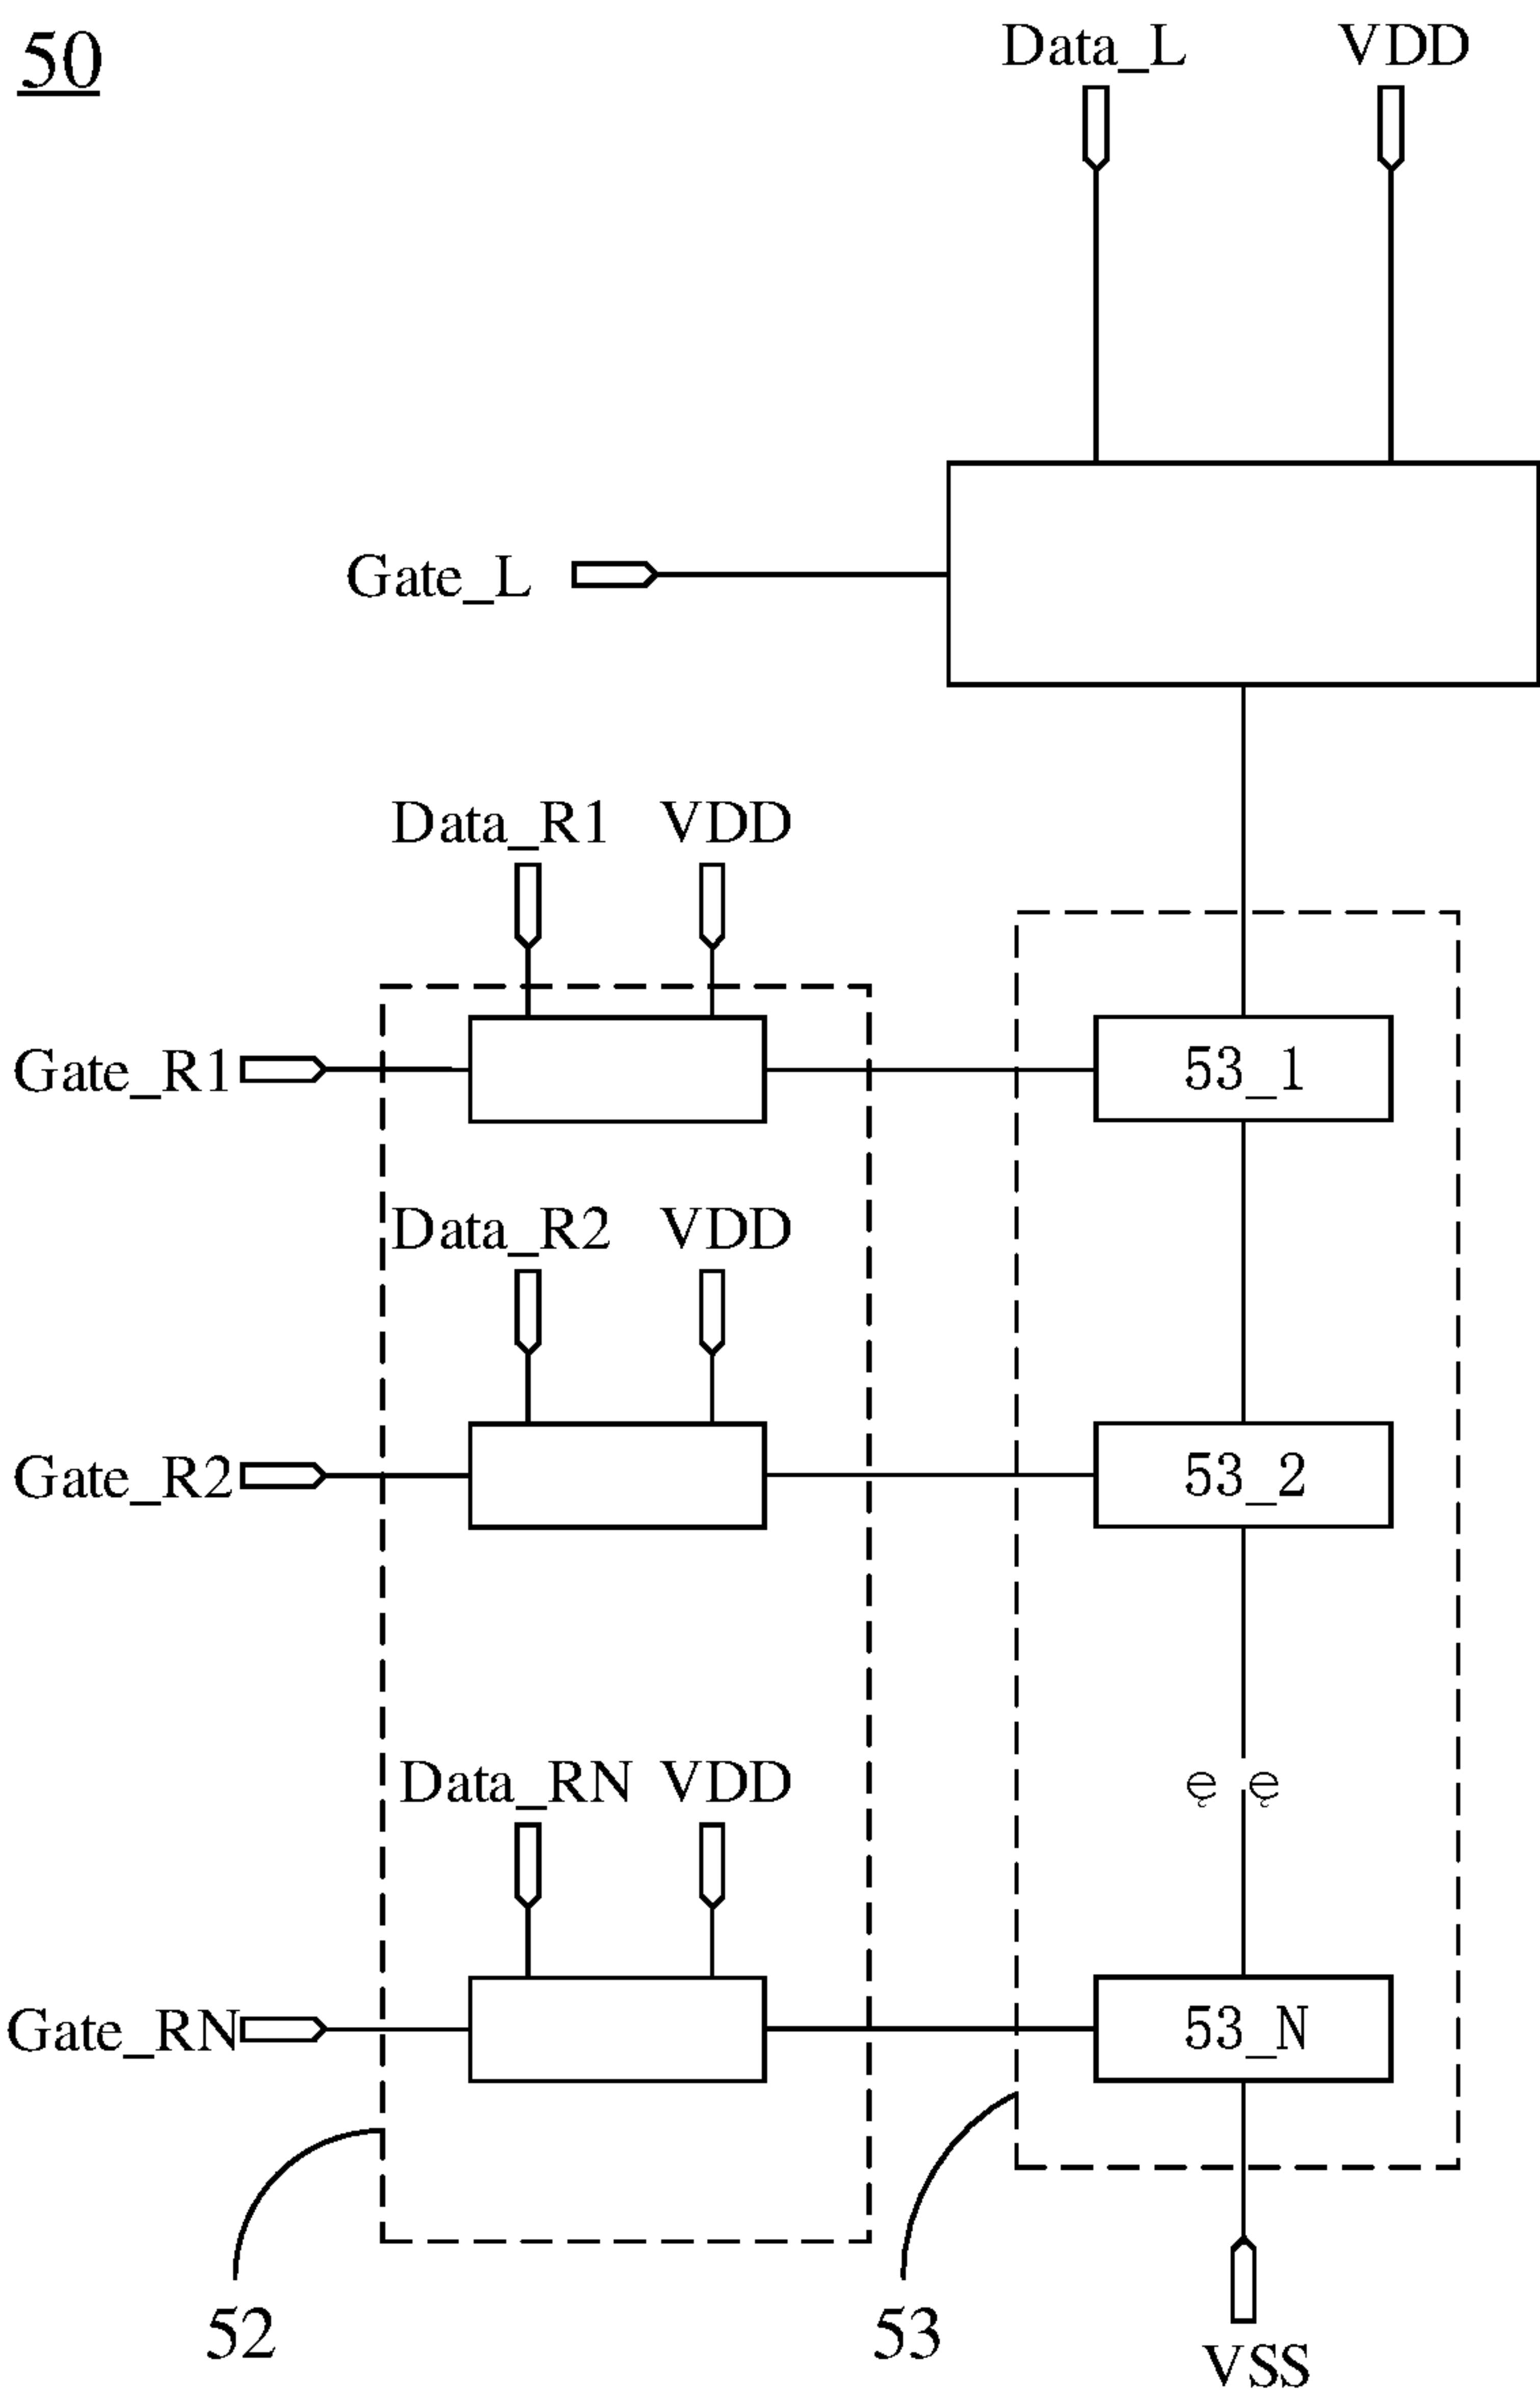 50
Data_L VDD
Gate_L
Data_R1 VDD
Gate_R1
53_1
Data_R2 VDD
Gate_R2
53_2
Data_RN VDD
ę ę
Gate_RN
53_N
52
53
VSS